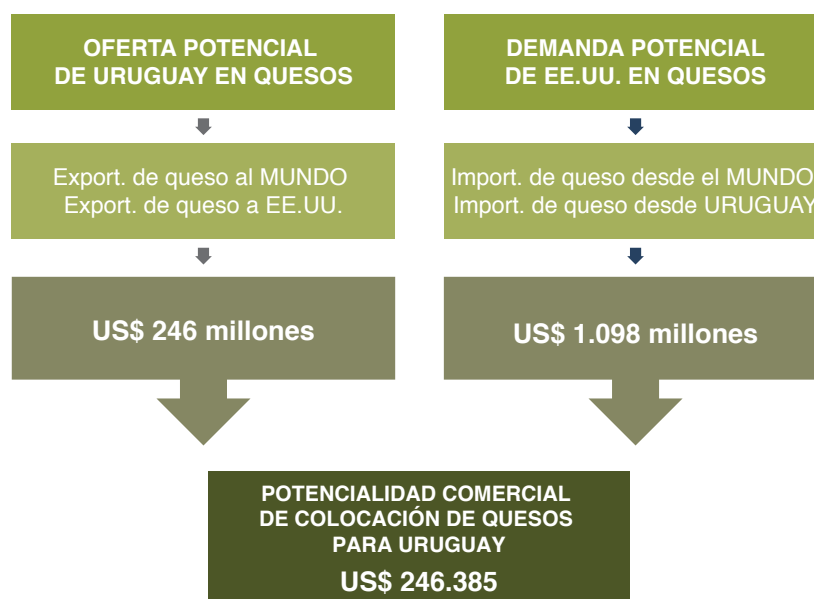 OFERTA POTENCIAL
DE URUGUAY EN QUESOS
Export. de queso al MUNDO
Export. de queso a EE.UU.
US$ 246 millones
DEMANDA POTENCIAL
DE EE.UU. EN QUESOS
Import. de queso desde el MUNDO
Import. de queso desde URUGUAY
US$ 1.098 millones
POTENCIALIDAD COMERCIAL
DE COLOCACIÓN DE QUESOS
PARA URUGUAY
US$ 246.385